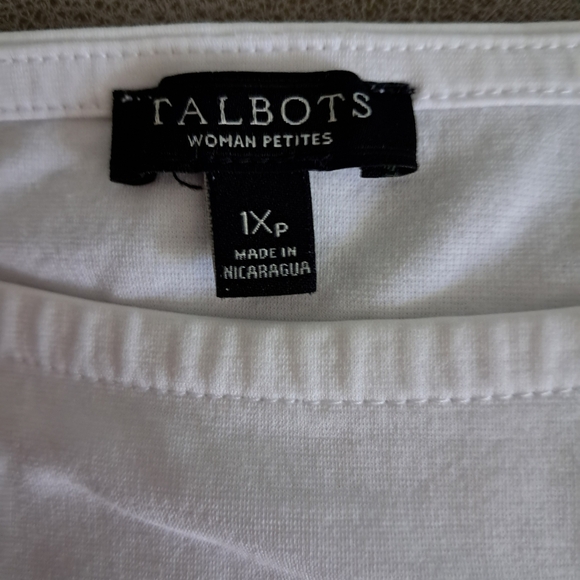 TALBOTS
WOMAN PETITES
1XP
MADE IN
NICARAGUA